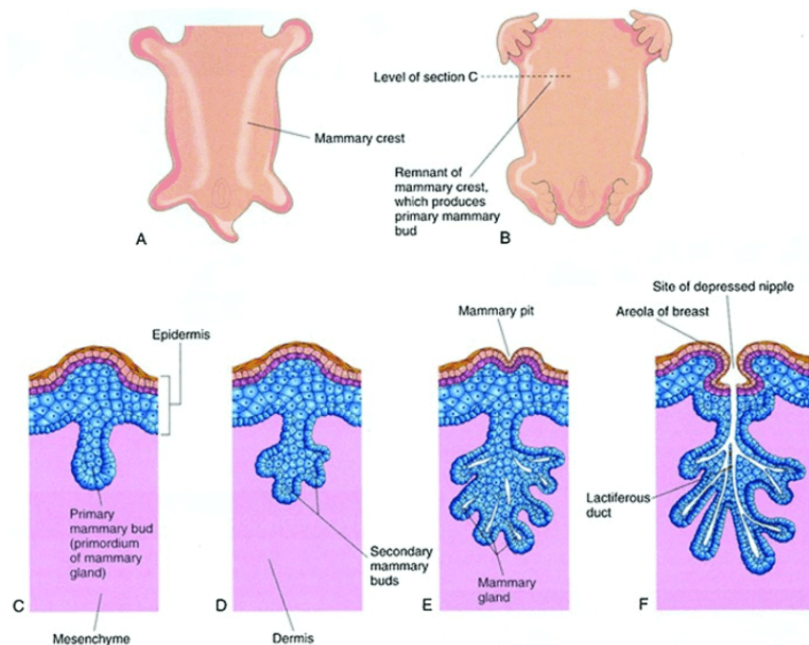 Level of section C
Mammary crest
Remnant of
mammary crest,
which produces
primary mammary
bud
A
B
Epidermis
Mammary pit
Site of depressed nipple
Areola of breast
Primary
mammary bud
(primordium of
mammary
gland)
Secondary
mammary
buds
Mammary
gland
Lactiferous
duct
C
D
E
F
Mesenchyme
Dermis